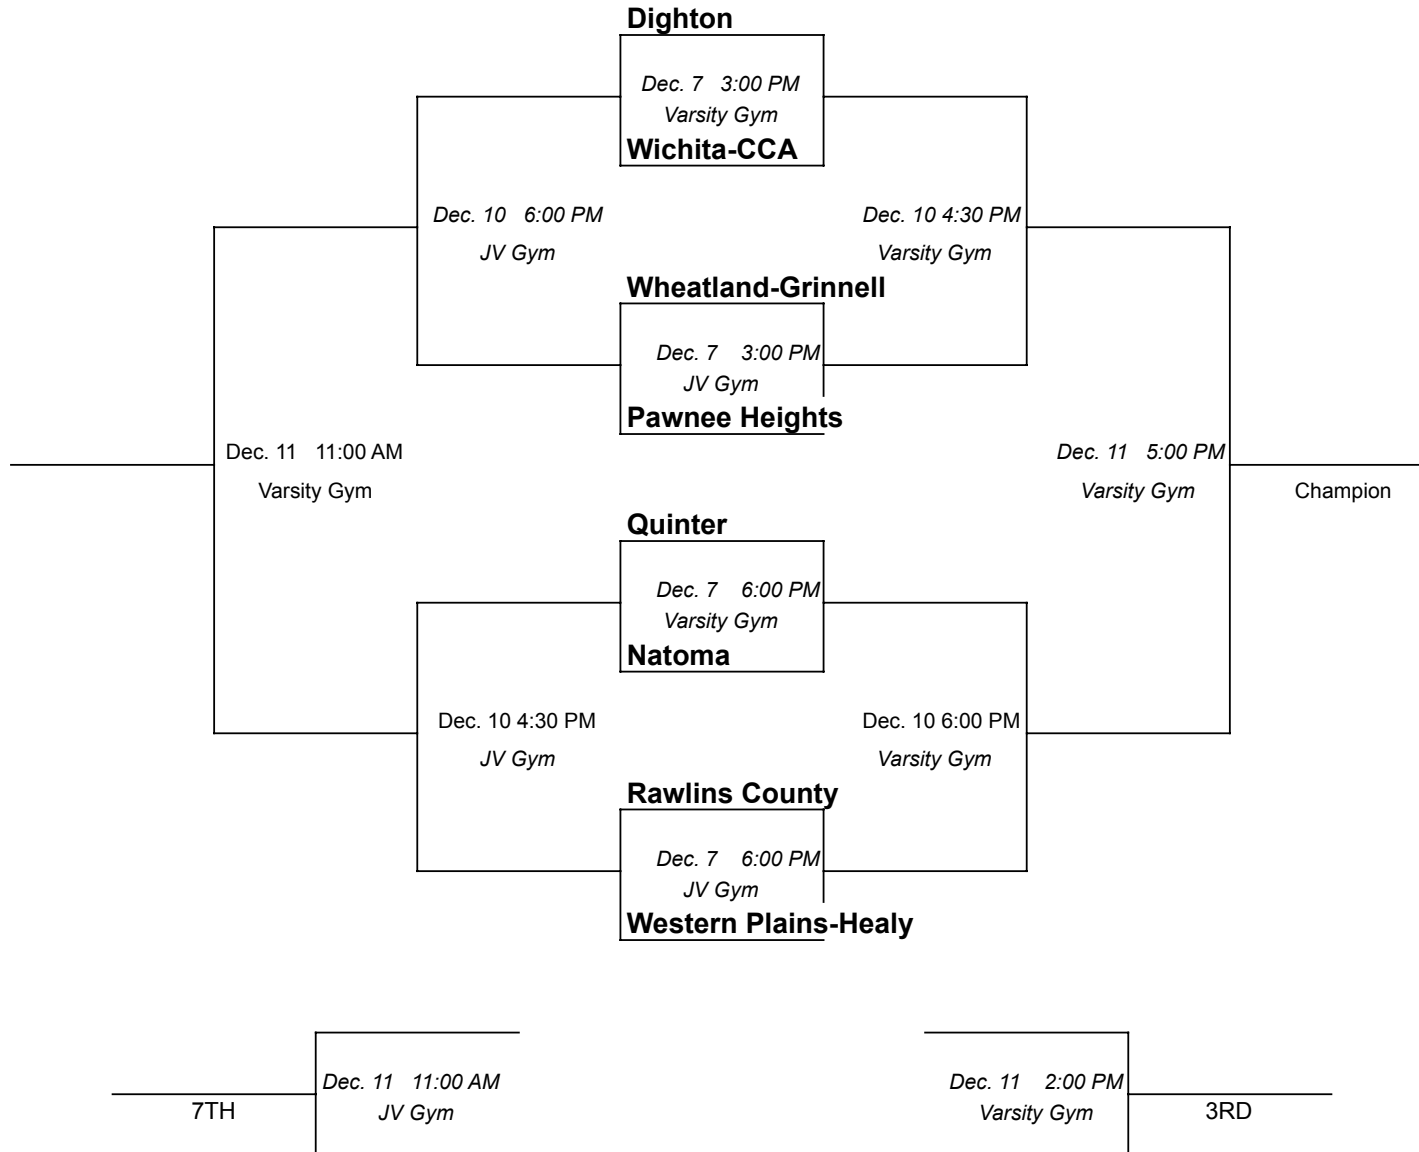 Dighton
Dec. 7 3:00 PM
Varsity Gym
Wichita-CCA
Dec. 10 6:00 PM
JV Gym
Dec. 10 4:30 PM
Varsity Gym
Wheatland-Grinnell
Dec. 7 3:00 PM
JV Gym
Pawnee Heights
Dec. 11 11:00 AM
Varsity Gym
Dec. 11 5:00 PM
Varsity Gym
Champion
Quinter
Dec. 7 6:00 PM
Varsity Gym
Natoma
Dec. 10 4:30 PM
JV Gym
Dec. 10 6:00 PM
Varsity Gym
Rawlins County
Dec. 7 6:00 PM
JV Gym
Western Plains-Healy
Dec. 11 11:00 AM
JV Gym
7TH
Dec. 11 2:00 PM
Varsity Gym
3RD